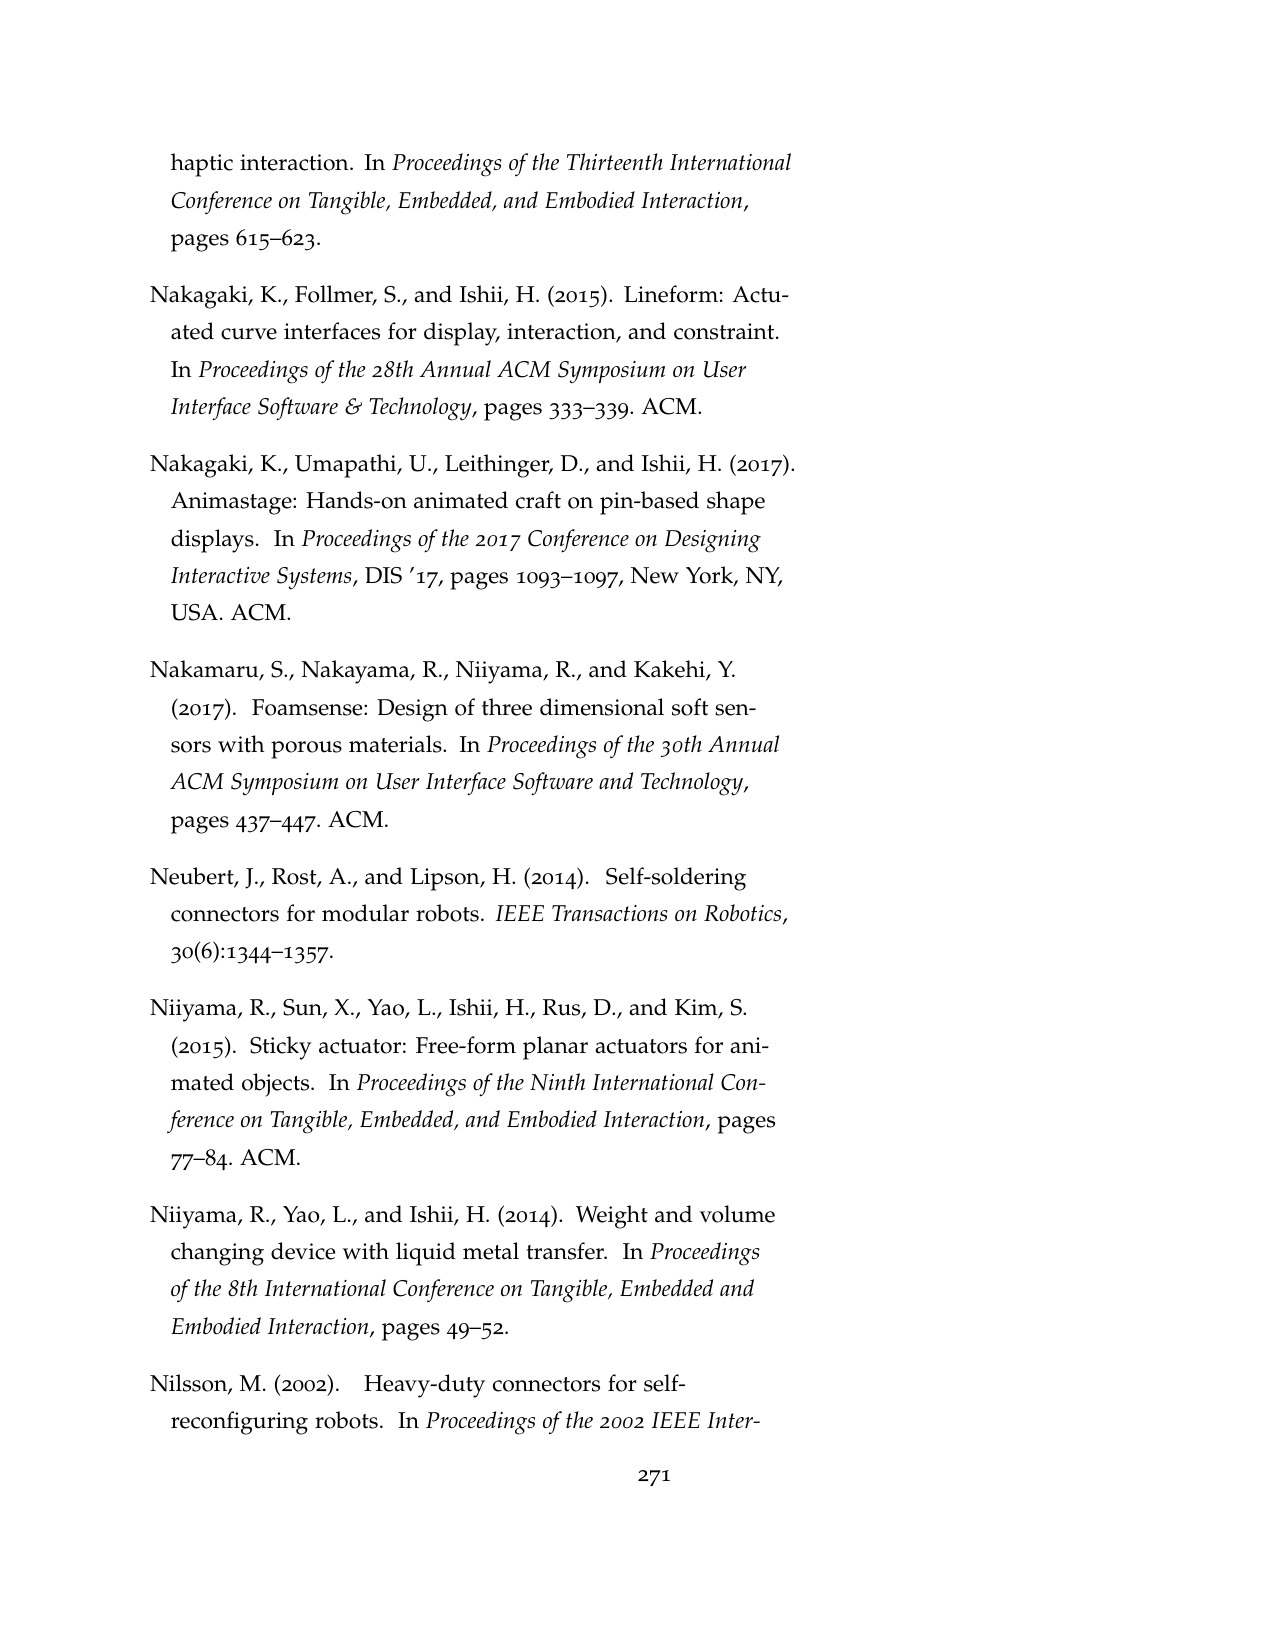 haptic interaction. In Proceedings of the Thirteenth International
Conference on Tangible, Embedded, and Embodied Interaction,
pages 615–623.
Nakagaki, K., Follmer, S., and Ishii, H. (2015). Lineform: Actu-
ated curve interfaces for display, interaction, and constraint.
In Proceedings of the 28th Annual ACM Symposium on User
Interface Software & Technology, pages 333–339. ACM.
Nakagaki, K., Umapathi, U., Leithinger, D., and Ishii, H. (2017).
Animastage: Hands-on animated craft on pin-based shape
displays. In Proceedings of the 2017 Conference on Designing
Interactive Systems, DIS ’17, pages 1093–1097, New York, NY,
USA. ACM.
Nakamaru, S., Nakayama, R., Niiyama, R., and Kakehi, Y.
(2017). Foamsense: Design of three dimensional soft sen-
sors with porous materials. In Proceedings of the 30th Annual
ACM Symposium on User Interface Software and Technology,
pages 437–447. ACM.
Neubert, J., Rost, A., and Lipson, H. (2014). Self-soldering
connectors for modular robots. IEEE Transactions on Robotics,
30(6):1344–1357.
Niiyama, R., Sun, X., Yao, L., Ishii, H., Rus, D., and Kim, S.
(2015). Sticky actuator: Free-form planar actuators for ani-
mated objects. In Proceedings of the Ninth International Con-
ference on Tangible, Embedded, and Embodied Interaction, pages
77–84. ACM.
Niiyama, R., Yao, L., and Ishii, H. (2014). Weight and volume
changing device with liquid metal transfer. In Proceedings
of the 8th International Conference on Tangible, Embedded and
Embodied Interaction, pages 49–52.
Nilsson, M. (2002). Heavy-duty connectors for self-
reconfiguring robots. In Proceedings of the 2002 IEEE Inter-
271